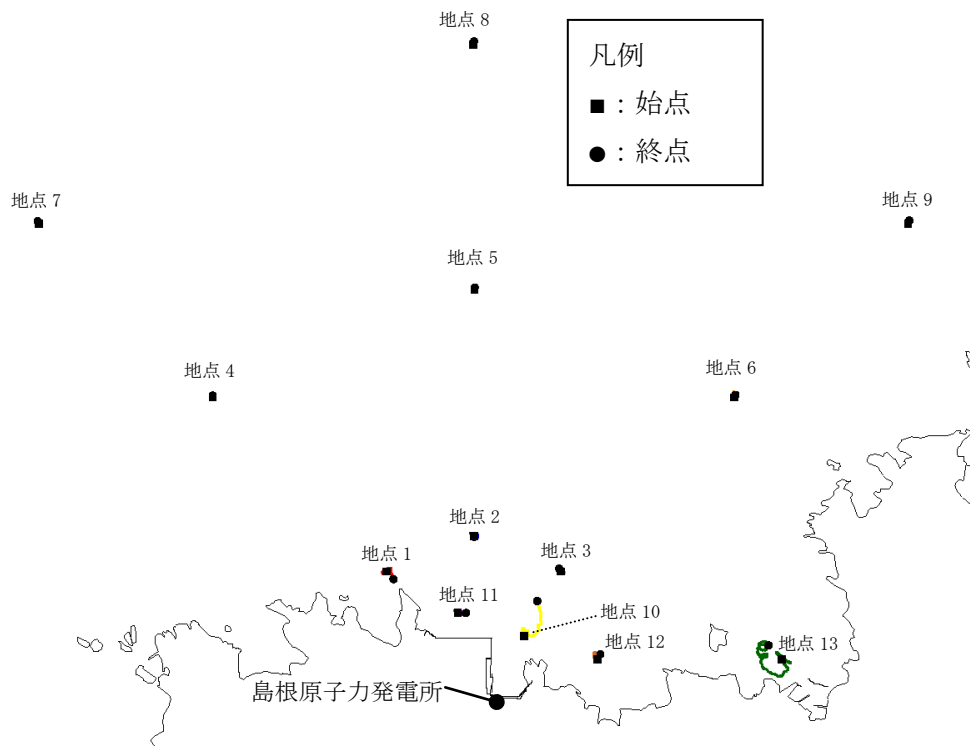 地点 8
凡例
■：始点
●：終点
地点 7
地点 9
地点 5
地点 4
地点 6
地点 2
地点 1
地点 3
地点 11
地点 10
地点 12
地点 13
島根原子力発電所